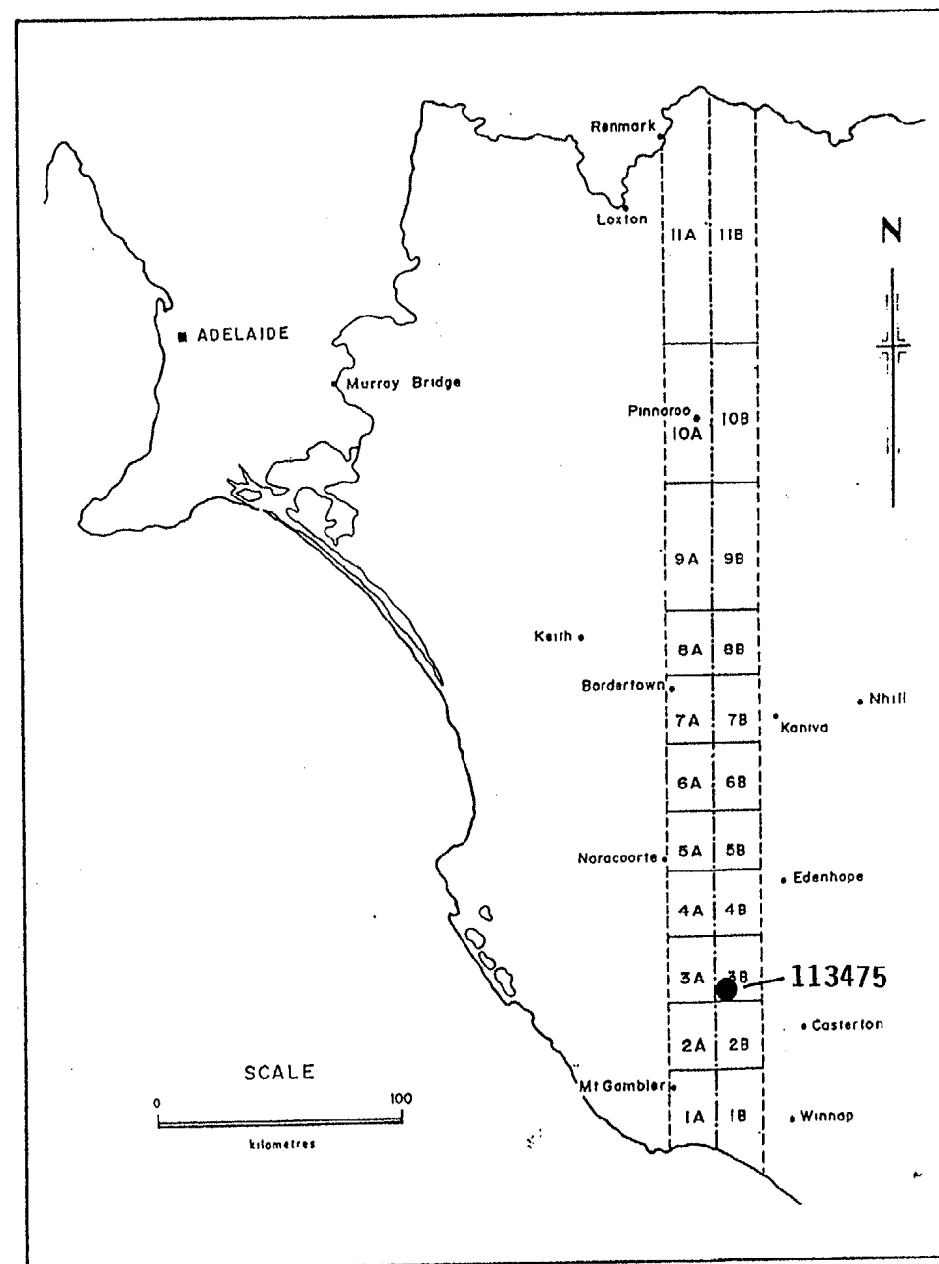 Renmark
Loxton
11A 11B
N
ADELAIDE
Murray Bridge
Pinnaroo
10A 10B
9A 9B
Keith
8A 8B
Bordertown
Nhill
7A 7B
Kaniva
6A 6B
Naracoorte
5A 5B
Edenhope
4A 4B
3A 3B
113475
Casterton
2A 2B
SCALE
Mt Gambier
0 100
1A 1B
Winnap
kilometres